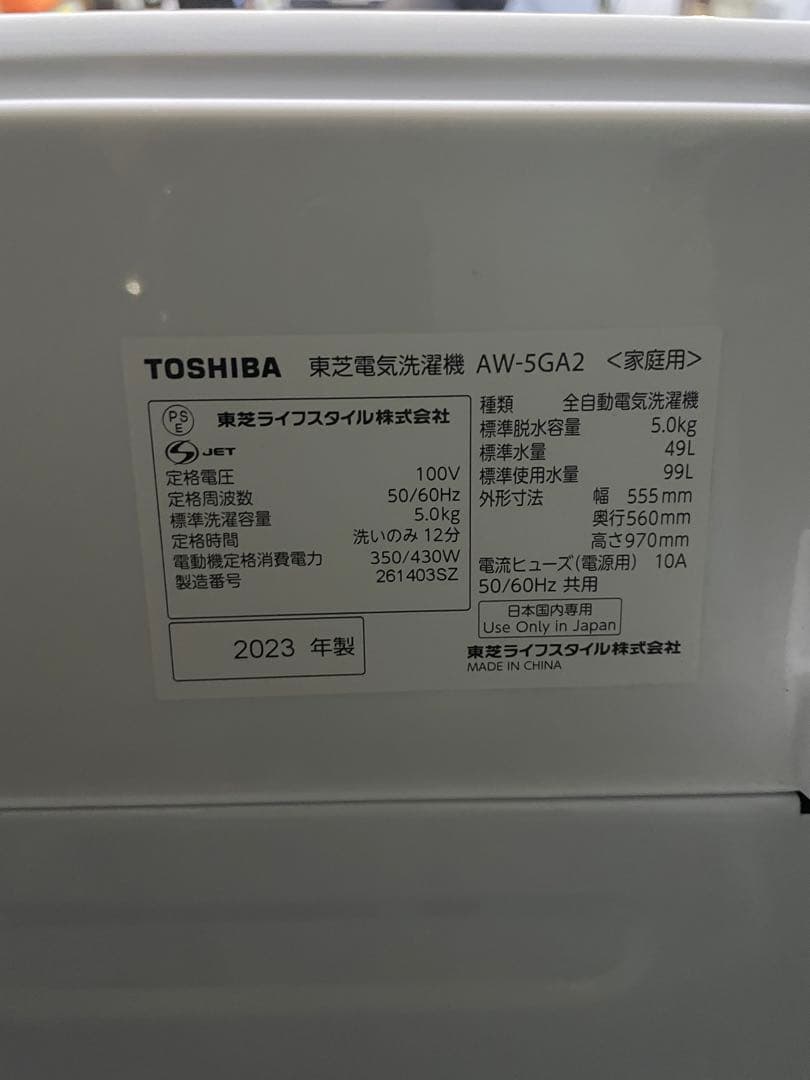 TOSHIBA 東芝電気洗濯機 AW-5GA2 <家庭用>
PSE 東芝ライフスタイル株式会社
S JET
定格電圧 100V
定格周波数 50/60Hz
標準洗濯容量 5.0kg
定格時間 洗いのみ 12分
電動機定格消費電力 350/430W
製造番号 261403SZ
2023 年製
種類 全自動電気洗濯機
標準脱水容量 5.0kg
標準水量 49L
標準使用水量 99L
外形寸法 幅 555mm
奥行560mm
高さ970mm
電流ヒューズ(電源用) 10A
50/60Hz 共用
日本国内専用
Use Only in Japan
東芝ライフスタイル株式会社
MADE IN CHINA